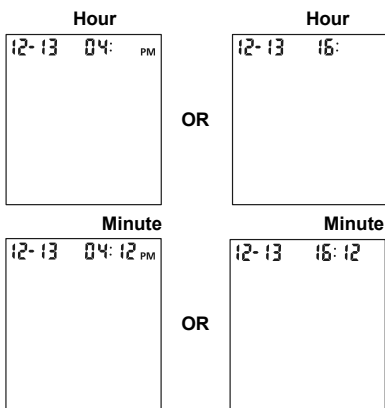 Hour Hour
12-13 04: PM 12-13 16:
OR
Minute Minute
12-13 04:12 PM 12-13 16:12
OR